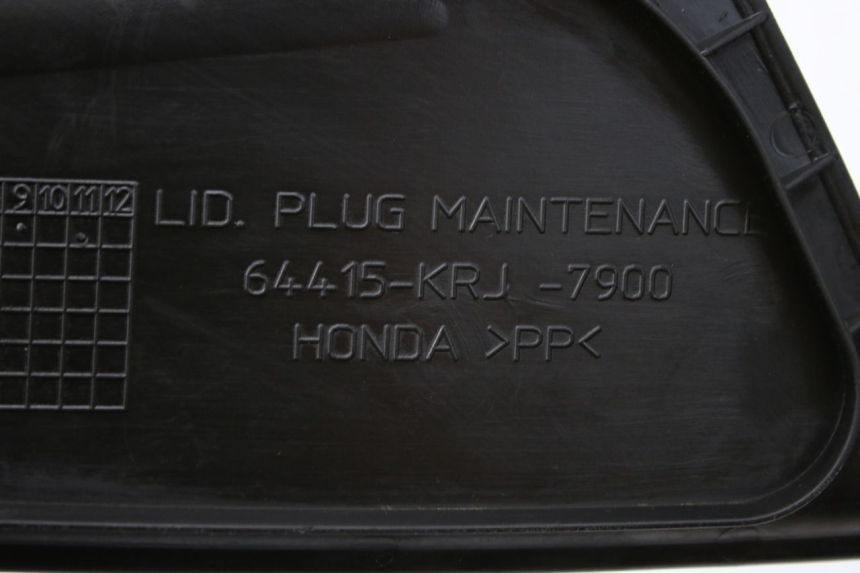 9 10 11 12
LID. PLUG MAINTENANCE
64415-KRJ -7900
HONDA >PP<